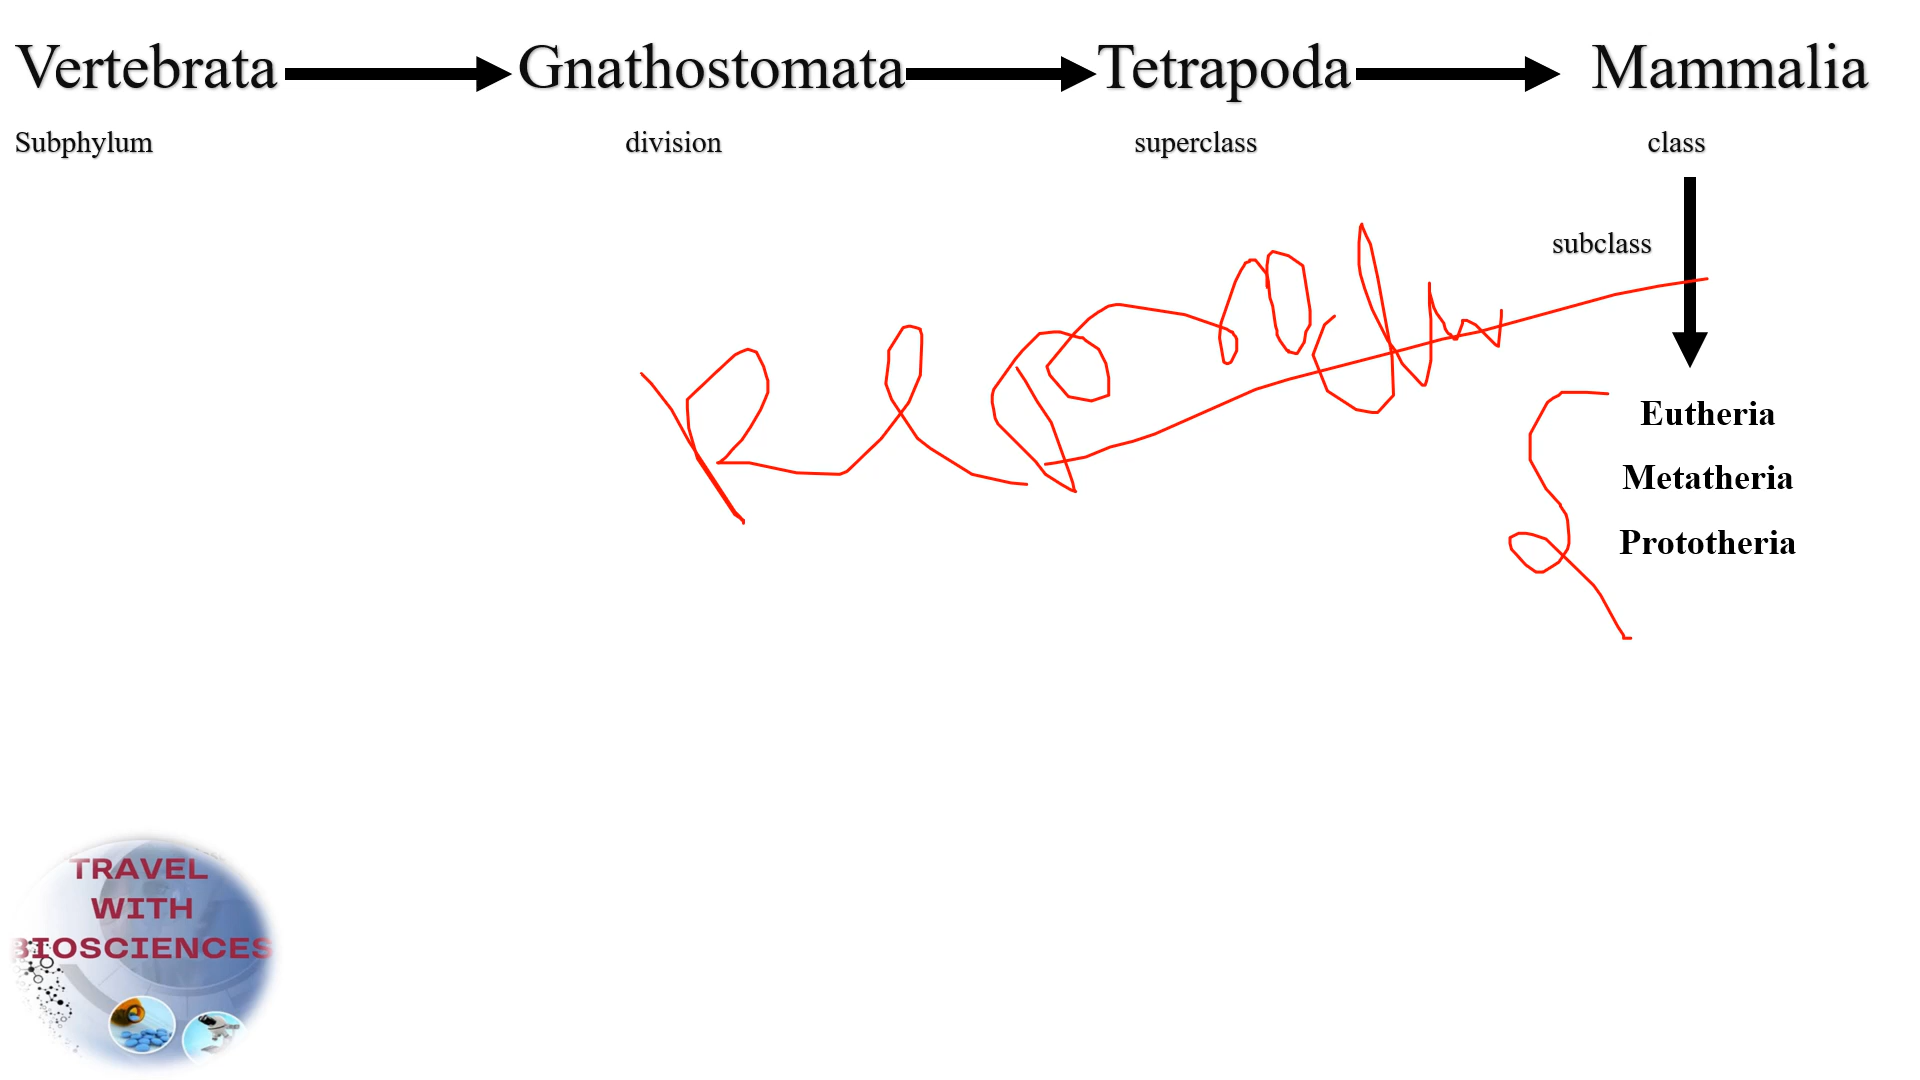 Vertebrata Gnathostomata Tetrapoda Mammalia
Subphylum division superclass class
subclass
Eutheria
Metatheria
Prototheria
TRAVEL
WITH
BIOSCIENCES